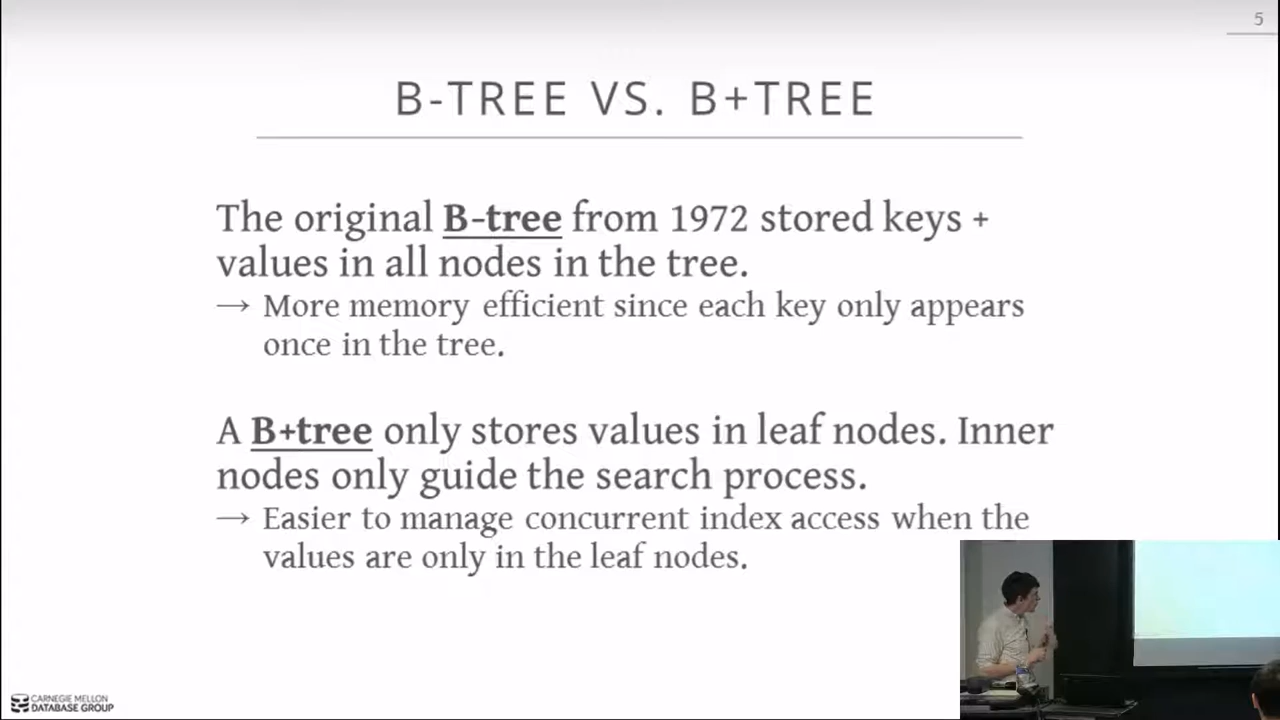 5
B-TREE VS. B+TREE
The original B-tree from 1972 stored keys +
values in all nodes in the tree.
→ More memory efficient since each key only appears
once in the tree.
A B+tree only stores values in leaf nodes. Inner
nodes only guide the search process.
→ Easier to manage concurrent index access when the
values are only in the leaf nodes.
CARNEGIE MELLON
DATABASE GROUP